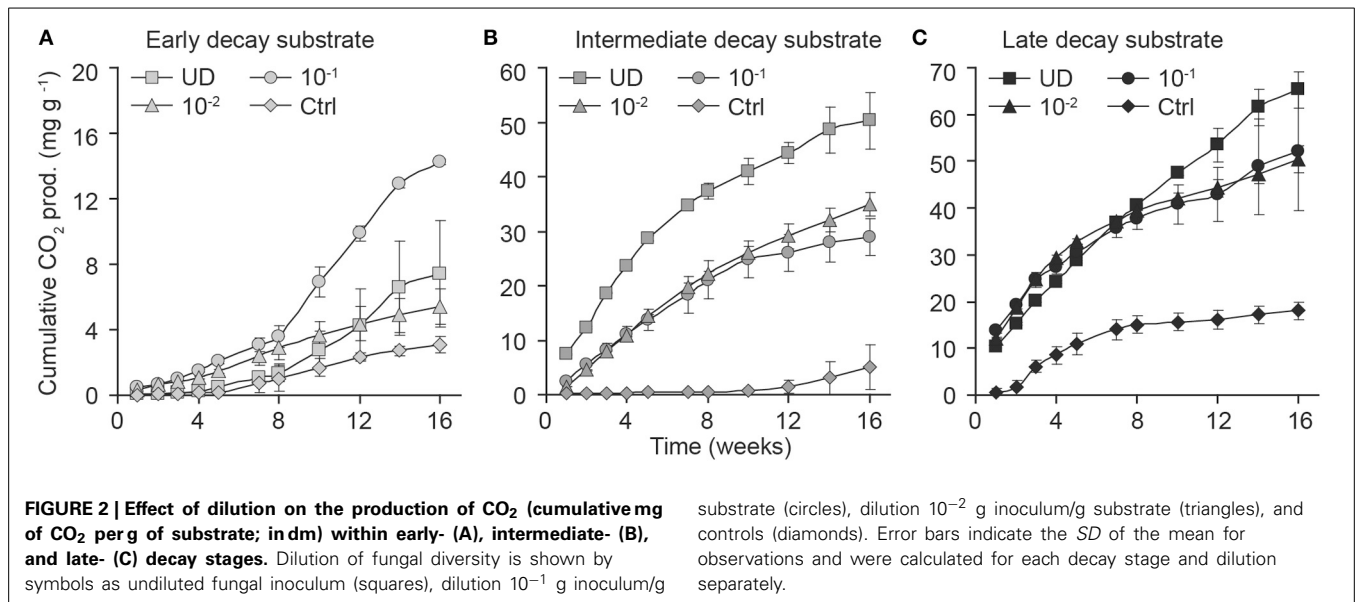 A Early decay substrate
UD 10⁻¹
10⁻² Ctrl
20
16
12
8
4
0
0 4 8 12 16
Cumulative CO₂ prod. (mg g⁻¹)
B Intermediate decay substrate
UD 10⁻¹
10⁻² Ctrl
60
50
40
30
20
10
0
0 4 8 12 16
Time (weeks)
C Late decay substrate
UD 10⁻¹
10⁻² Ctrl
70
60
50
40
30
20
10
0
0 4 8 12 16
FIGURE 2 | Effect of dilution on the production of CO₂ (cumulative mg
of CO₂ per g of substrate; in dm) within early- (A), intermediate- (B),
and late- (C) decay stages. Dilution of fungal diversity is shown by
symbols as undiluted fungal inoculum (squares), dilution 10⁻¹ g inoculum/g
substrate (circles), dilution 10⁻² g inoculum/g substrate (triangles), and
controls (diamonds). Error bars indicate the SD of the mean for
observations and were calculated for each decay stage and dilution
separately.